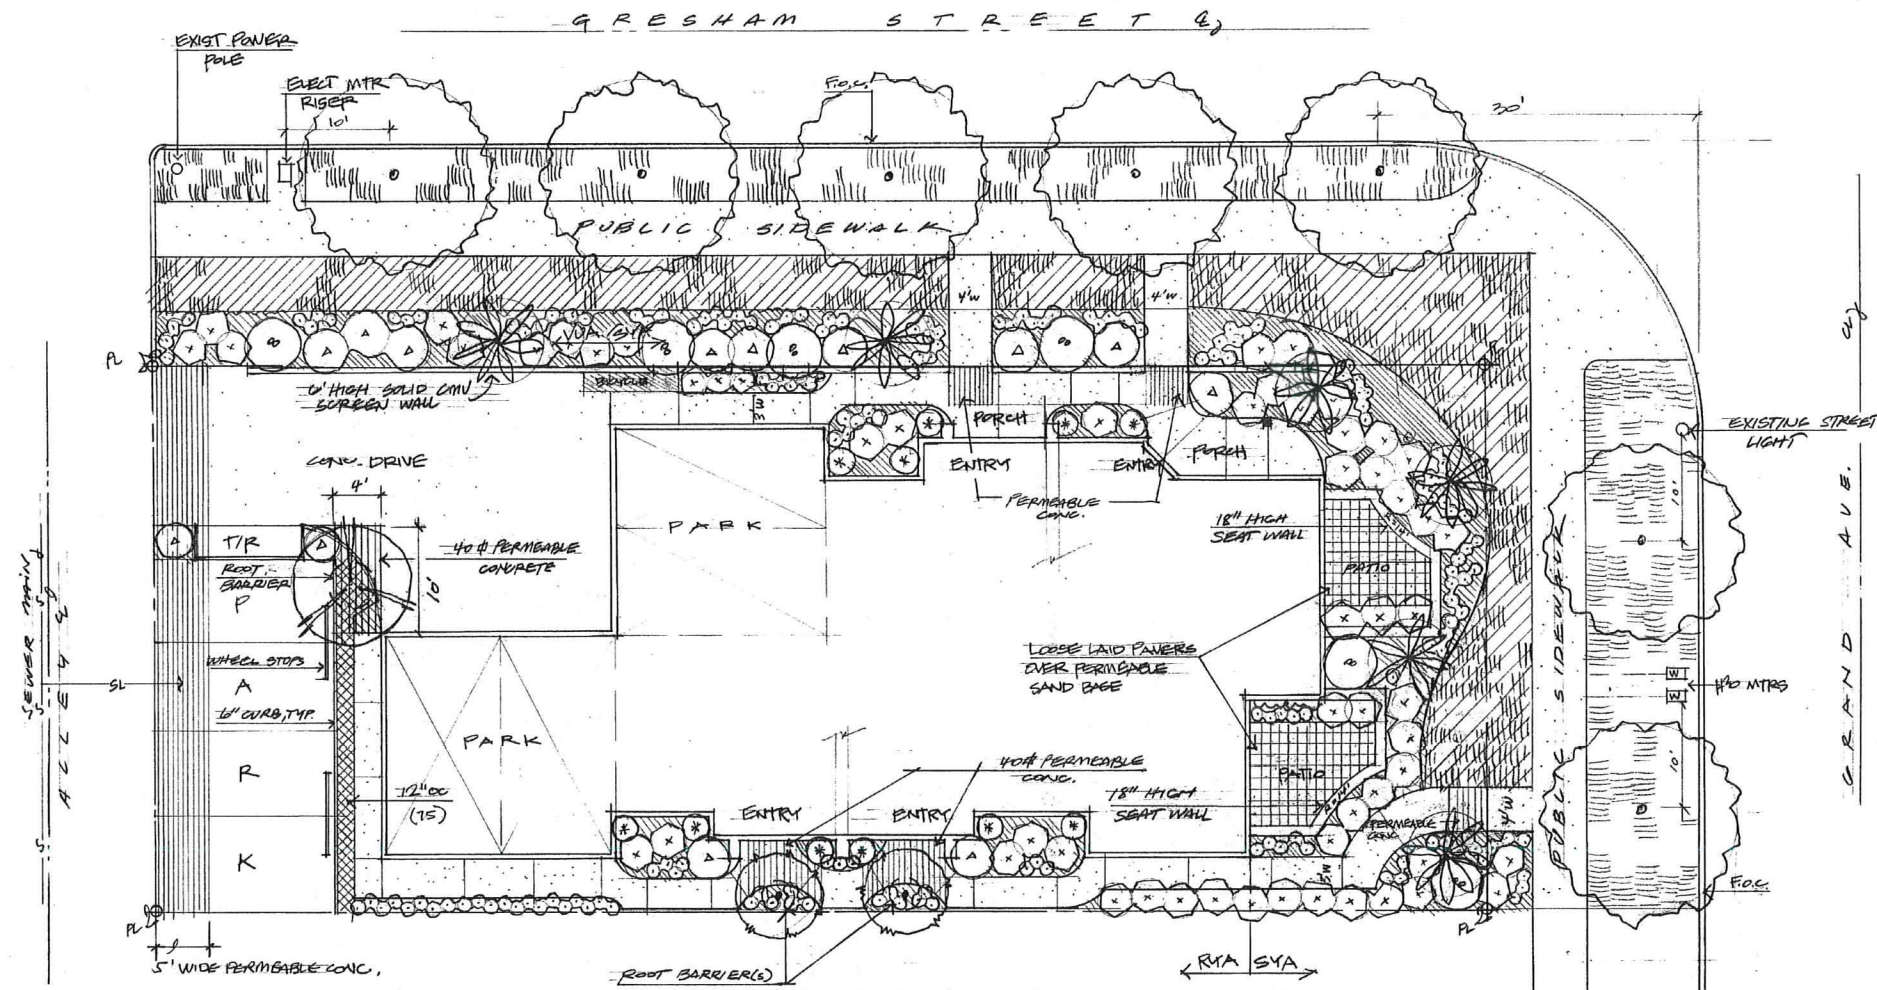 GRESHAM STREET
EXIST. POWER
POLE
ELECT MTR
RISER
10'
F.O.C.
30'
PUBLIC SIDEWALK
4'W
4'W
PL
6' HIGH SOLID CMU
SCREEN WALL
BICYCLE
PORCH
PORCH
EXISTING STREET
LIGHT
CONC. DRIVE
ENTRY
ENTRY
4'
PERMEABLE
CONC.
PARK
18" HIGH
SEAT WALL
10'
T/R
40 ⏀ PERMEABLE
CONCRETE
ROOT
BARRIER
10'
PATIO
P
LOOSE LAID PAVERS
OVER PERMEABLE
SAND BASE
WHEEL STOPS
SL
A
H2O MTRS
6" CURB, TYP.
PARK
R
40⏀ PERMEABLE
CONC.
PATIO
10'
12" OC
(75)
18" HIGH
SEAT WALL
ENTRY
ENTRY
PERMEABLE
CONC.
4'W
K
3'W
F.O.C.
PL
PL
5' WIDE PERMEABLE CONC.
ROOT BARRIER(S)
RYA SYA
SEWER MAIN
ALLEY
PUBLIC SIDEWALK
GRAND AVE.